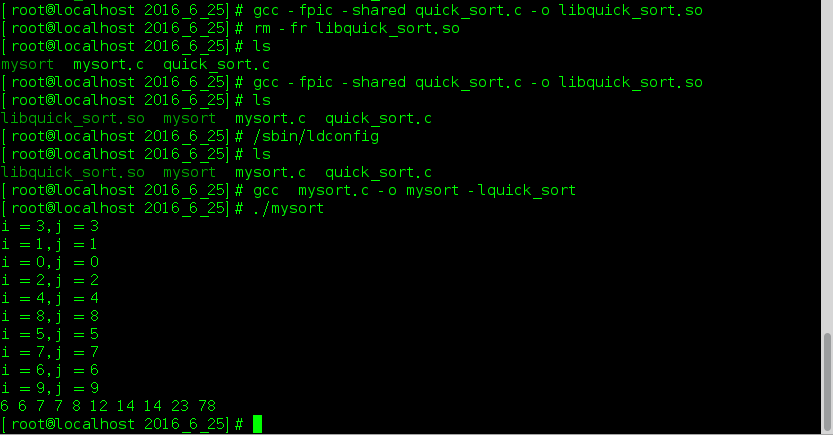 [root@localhost 2016_6_25]# gcc -fpic -shared quick_sort.c -o libquick_sort.so
[root@localhost 2016_6_25]# rm -fr libquick_sort.so
[root@localhost 2016_6_25]# ls
mysort  mysort.c  quick_sort.c
[root@localhost 2016_6_25]# gcc -fpic -shared quick_sort.c -o libquick_sort.so
[root@localhost 2016_6_25]# ls
libquick_sort.so  mysort  mysort.c  quick_sort.c
[root@localhost 2016_6_25]# /sbin/ldconfig
[root@localhost 2016_6_25]# ls
libquick_sort.so  mysort  mysort.c  quick_sort.c
[root@localhost 2016_6_25]# gcc  mysort.c -o mysort -lquick_sort
[root@localhost 2016_6_25]# ./mysort
i = 3,j = 3
i = 1,j = 1
i = 0,j = 0
i = 2,j = 2
i = 4,j = 4
i = 8,j = 8
i = 5,j = 5
i = 7,j = 7
i = 6,j = 6
i = 9,j = 9
6 6 7 7 8 12 14 14 23 78
[root@localhost 2016_6_25]#